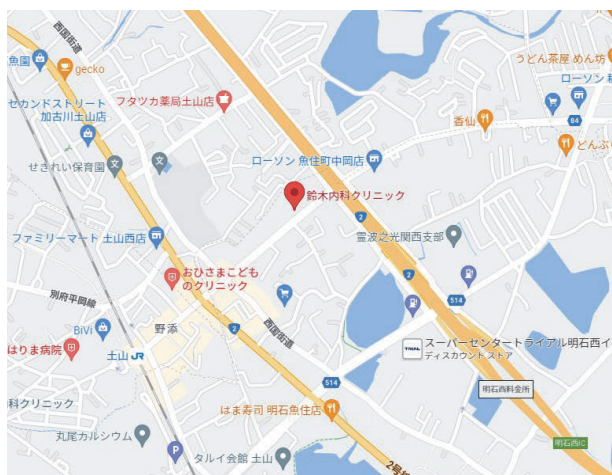 西国街道
魚園
gecko
うどん茶屋 めん坊
ローソン
セカンドストリート
加古川土山店
フタツカ薬局土山店
香仙
84
せきれい保育園
文
文
ローソン 魚住町中岡店
どんぶ
鈴木内科クリニック
2
ファミリーマート 土山西店
霊波之光関西支部
おひさまこども
のクリニック
2
別府平岡線
514
BiVi
野添
2
西国街道
はりま病院
土山 JR
TRIAL
スーパーセンタートライアル明石西イ
ディスカウント ストア
514
科クリニック
明石西料金所
はま寿司 明石魚住店
丸尾カルシウム
P
タルイ会館 土山
明石西IC